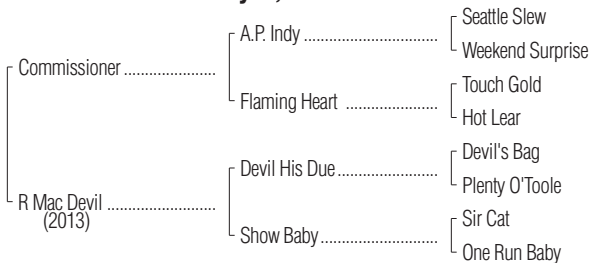 Seattle Slew
A.P. Indy
Weekend Surprise
Commissioner
Touch Gold
Flaming Heart
Hot Lear
Devil's Bag
Devil His Due
Plenty O'Toole
R Mac Devil
(2013)
Sir Cat
Show Baby
One Run Baby